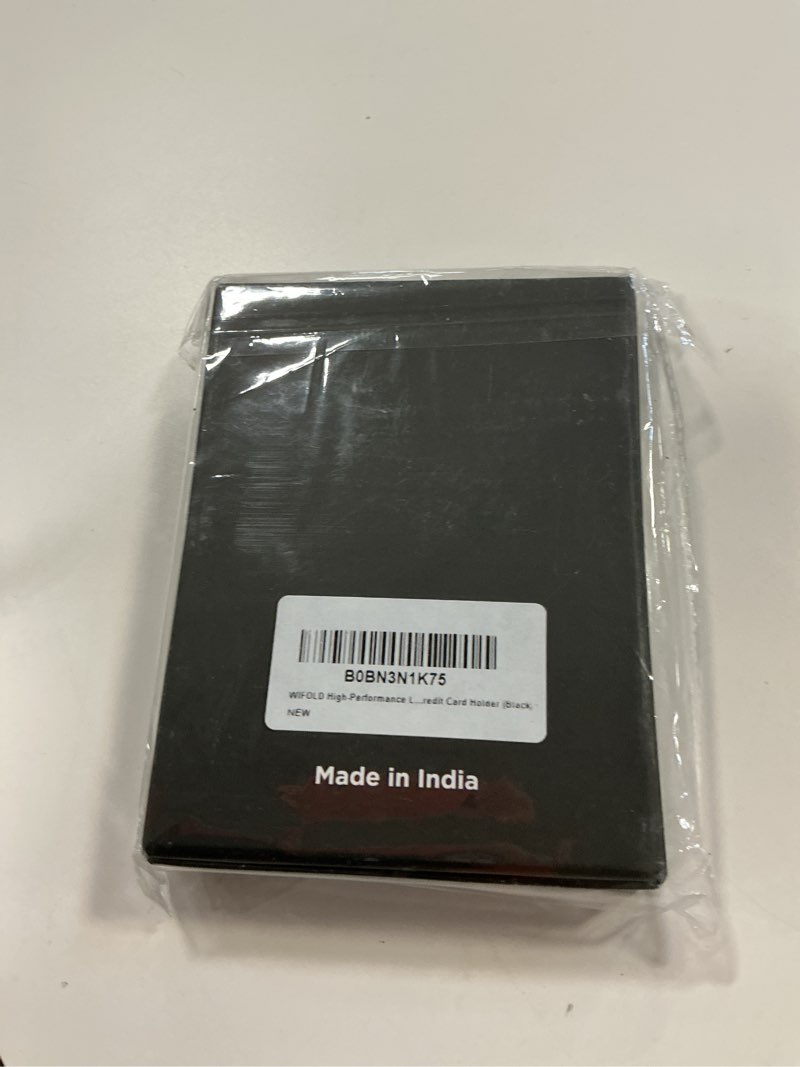 B0BN3N1K75
WIFOLD High-Performance L...redit Card Holder (Black,
NEW
Made in India